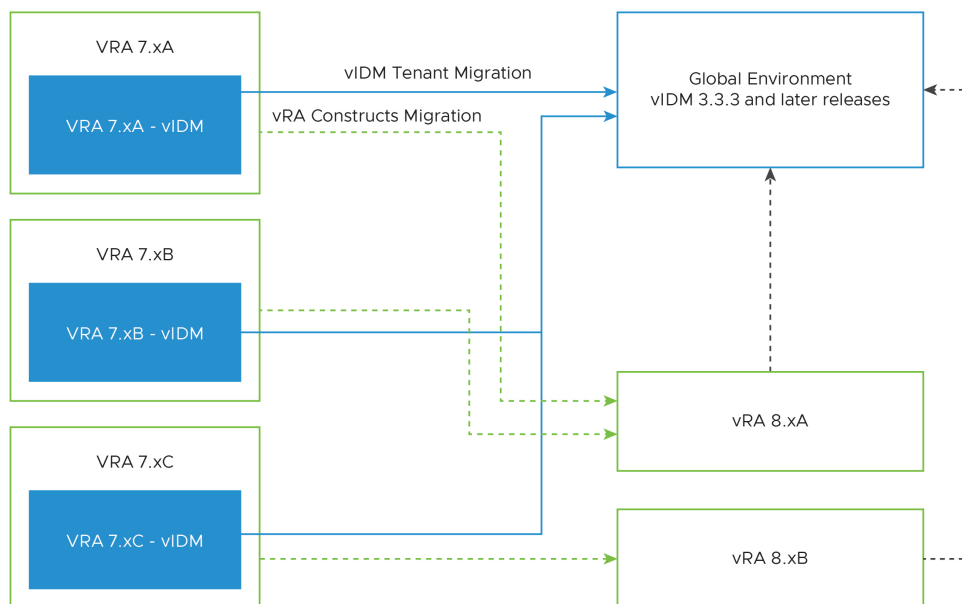 VRA 7.xA
VRA 7.xA - vIDM
vIDM Tenant Migration
vRA Constructs Migration
Global Environment
vIDM 3.3.3 and later releases
VRA 7.xB
VRA 7.xB - vIDM
vRA 8.xA
VRA 7.xC
VRA 7.xC - vIDM
vRA 8.xB